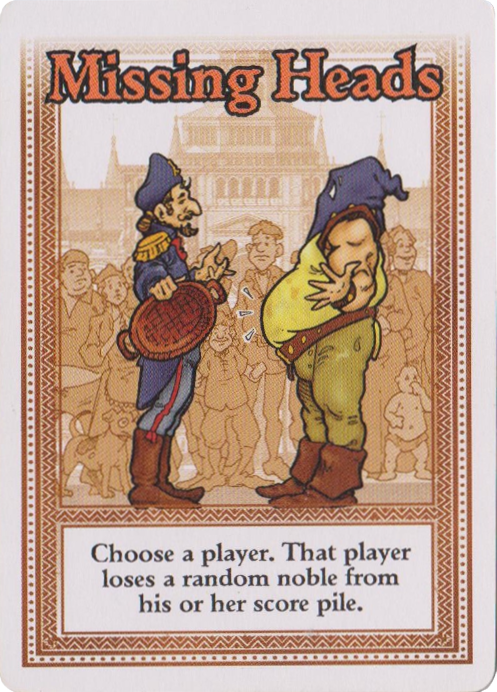 Missing Heads
Choose a player. That player
loses a random noble from
his or her score pile.